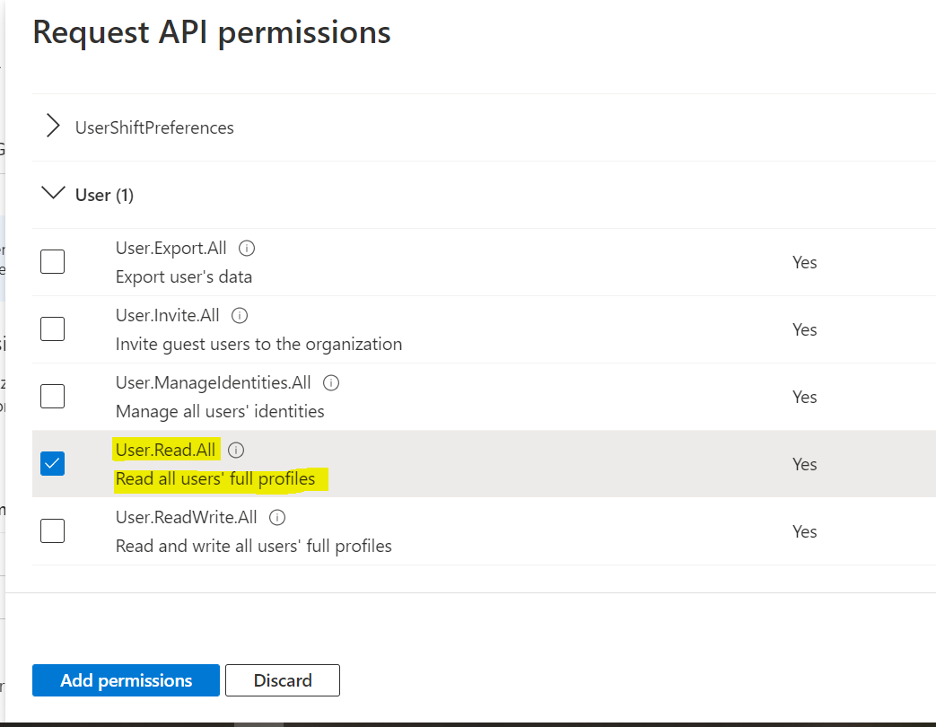 Request API permissions
UserShiftPreferences
User (1)
User.Export.All
Export user's data
Yes
User.Invite.All
Invite guest users to the organization
Yes
User.ManageIdentities.All
Manage all users' identities
Yes
User.Read.All
Read all users' full profiles
Yes
User.ReadWrite.All
Read and write all users' full profiles
Yes
Add permissions
Discard